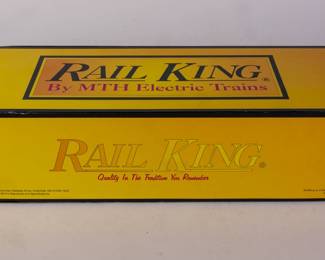 RAIL KING®
By MTH Electric Trains
RAIL KING®
Quality In The Tradition You Remember